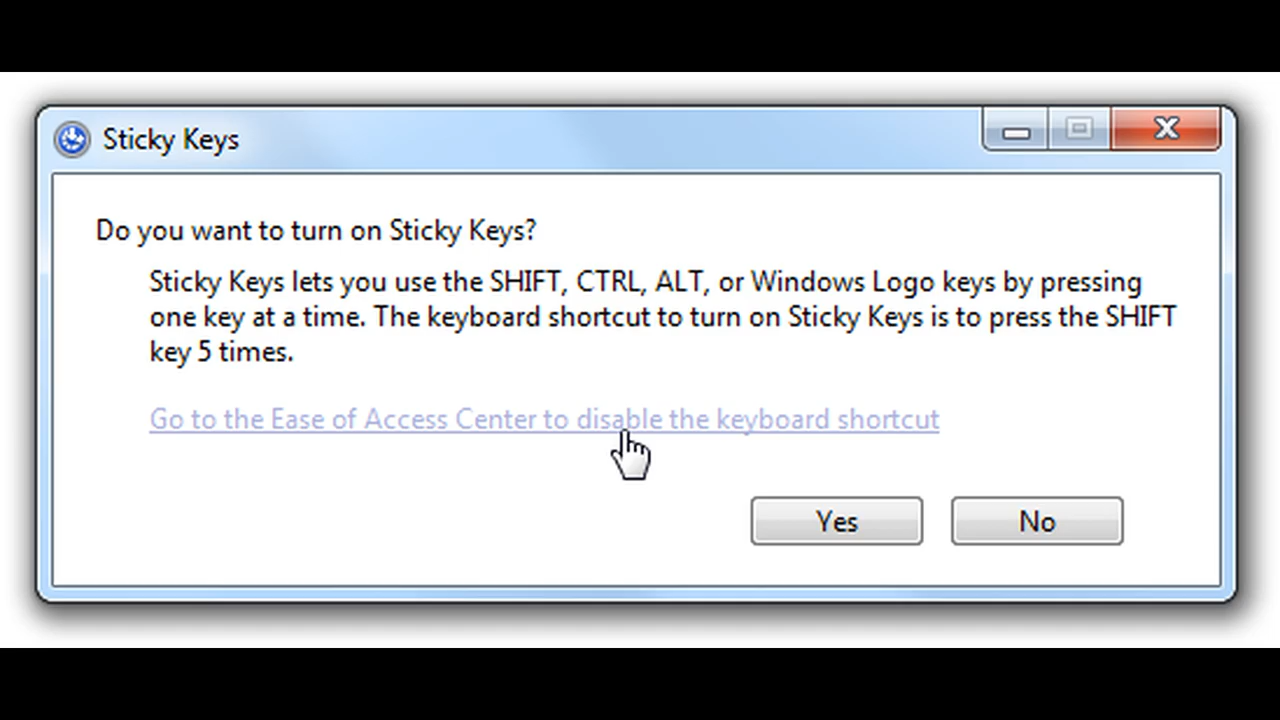 Sticky Keys
Do you want to turn on Sticky Keys?
Sticky Keys lets you use the SHIFT, CTRL, ALT, or Windows Logo keys by pressing
one key at a time. The keyboard shortcut to turn on Sticky Keys is to press the SHIFT
key 5 times.
Go to the Ease of Access Center to disable the keyboard shortcut
Yes No